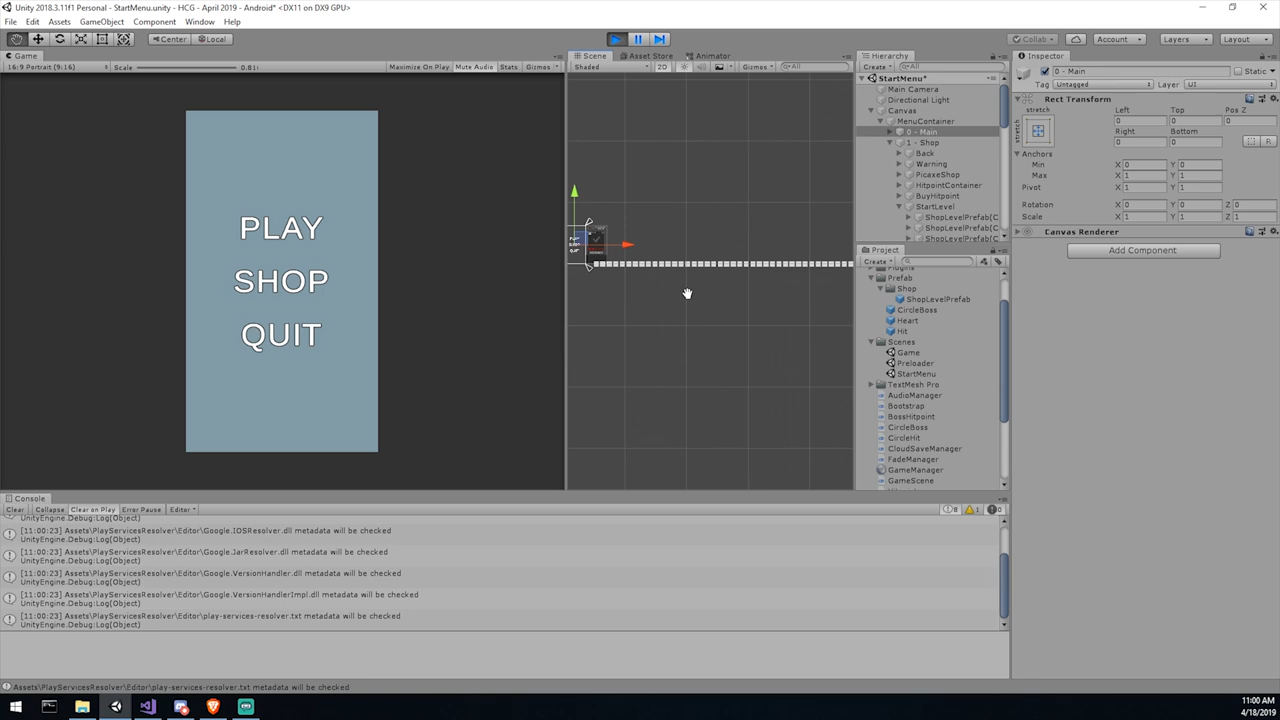 Unity 2018.3.11f1 Personal - StartMenu.unity - HCG - April 2019 - Android* <DX11 on DX9 GPU>
File Edit Assets GameObject Component Window Help
Center Local Collab Account Layers Layout
Game Scene Asset Store Animator Hierarchy Inspector
16:9 Portrait (9:16) Scale 0.81 Maximize On Play Mute Audio Stats Gizmos Shaded 2D Gizmos All Create All
0 - Main Static
Tag Untagged Layer UI
StartMenu*
Main Camera
Directional Light
Canvas
MenuContainer
0 - Main
1 - Shop
Back
Warning
PicaxeShop
HitpointContainer
BuyHitpoint
StartLevel
ShopLevelPrefab(C
ShopLevelPrefab(C
ShopLevelPrefab(C
Rect Transform
stretch Left Top Pos Z
0 0 0
stretch Right Bottom
0 0 R
Anchors
Min X 0 Y 0
Max X 1 Y 1
Pivot X 0 Y 0
Rotation X 0 Y 0 Z 0
Scale X 1 Y 1 Z 1
Canvas Renderer
Add Component
PLAY
SHOP
QUIT
Project
Create
Plugins
Prefab
Shop
ShopLevelPrefab
CircleBoss
Heart
Hit
Scenes
Game
Preloader
StartMenu
TextMesh Pro
AudioManager
Bootstrap
BossHitpoint
CircleBoss
CircleHit
CloudSaveManager
FadeManager
GameManager
GameScene
Console
Clear Collapse Clear on Play Error Pause Editor 8 1 0
UnityEngine.Debug:Log(Object)
[11:00:23] Assets\PlayServicesResolver\Editor\Google.IOSResolver.dll metadata will be checked
UnityEngine.Debug:Log(Object)
[11:00:23] Assets\PlayServicesResolver\Editor\Google.JarResolver.dll metadata will be checked
UnityEngine.Debug:Log(Object)
[11:00:23] Assets\PlayServicesResolver\Editor\Google.VersionHandler.dll metadata will be checked
UnityEngine.Debug:Log(Object)
[11:00:23] Assets\PlayServicesResolver\Editor\Google.VersionHandlerImpl.dll metadata will be checked
UnityEngine.Debug:Log(Object)
[11:00:23] Assets\PlayServicesResolver\Editor\play-services-resolver.txt metadata will be checked
UnityEngine.Debug:Log(Object)
Assets\PlayServicesResolver\Editor\play-services-resolver.txt metadata will be checked
11:00 AM
4/18/2019